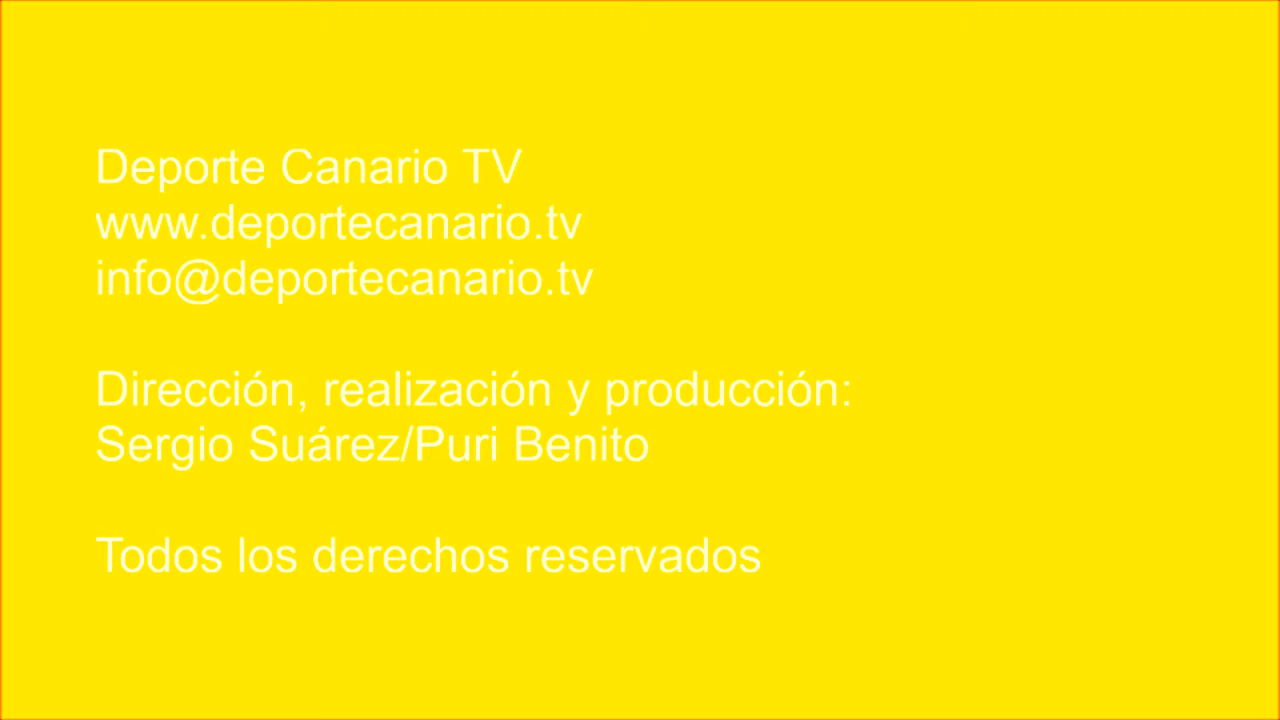 Deporte Canario TV
www.deportecanario.tv
info@deportecanario.tv
Dirección, realización y producción:
Sergio Suárez/Puri Benito
Todos los derechos reservados